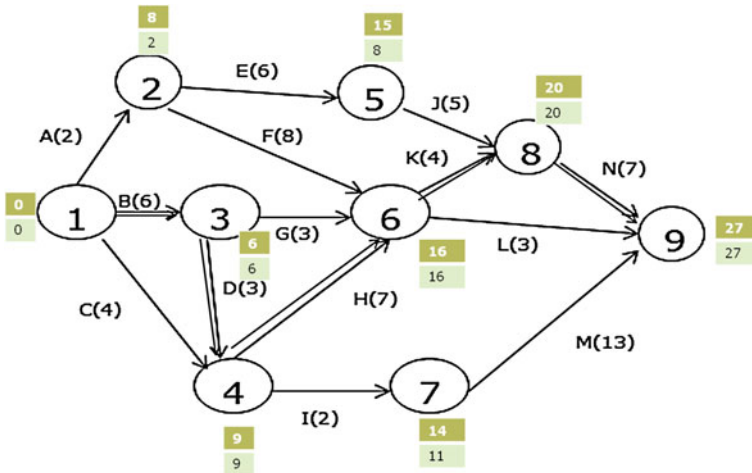 8
2
15
8
E(6)
2
5
20
20
J(5)
A(2)
F(8)
K(4)
8
N(7)
0
0
B(6)
1
3
G(3)
6
L(3)
9
27
27
6
6
16
16
D(3)
H(7)
C(4)
M(13)
4
7
I(2)
9
9
14
11